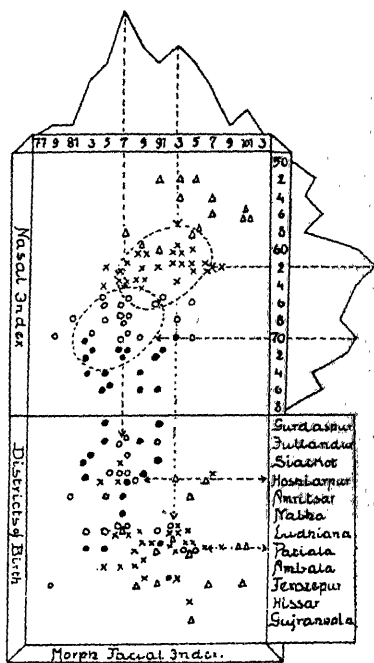 77 9 81 3 5 7 9 91 3 5 7 9 101 3
50
2
4
6
8
60
2
4
6
8
70
2
4
6
8
Nasal Index
Districts of Birth
Gurdaspur
Jullandur
Sialkot
Hoshiarpur
Amritsar
Nabha
Ludhiana
Patiala
Ambala
Ferozepur
Hissar
Gujranwala
Morph Facial Index.